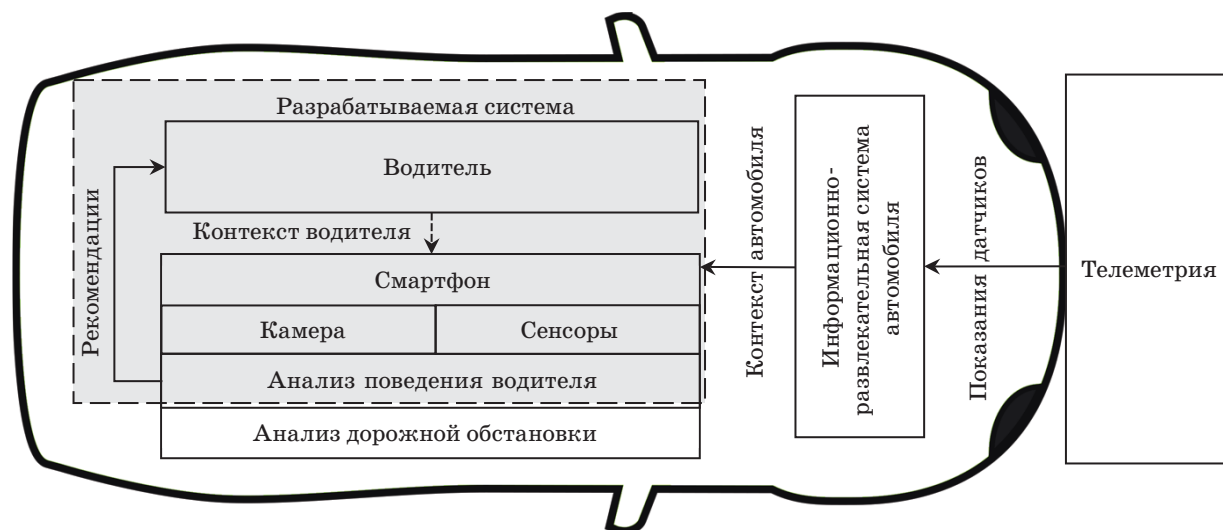 Разрабатываемая система
Водитель
Рекомендации
Контекст водителя
Смартфон
Камера
Сенсоры
Анализ поведения водителя
Анализ дорожной обстановки
Контекст автомобиля
Информационно-
развлекательная система
автомобиля
Показания датчиков
Телеметрия